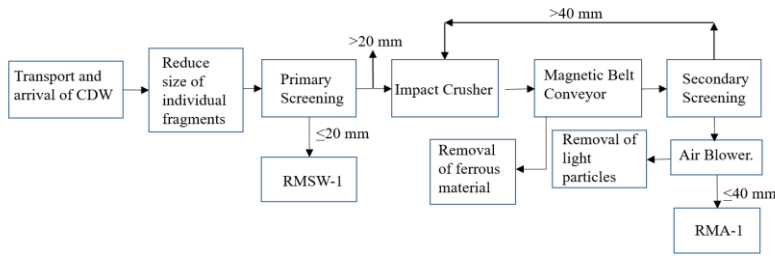 >40 mm
>20 mm
Transport and
arrival of CDW
Reduce
size of
individual
fragments
Primary
Screening
Impact Crusher
Magnetic Belt
Conveyor
Secondary
Screening
≤20 mm
RMSW-1
Removal
of ferrous
material
Removal of
light
particles
Air Blower.
≤40 mm
RMA-1